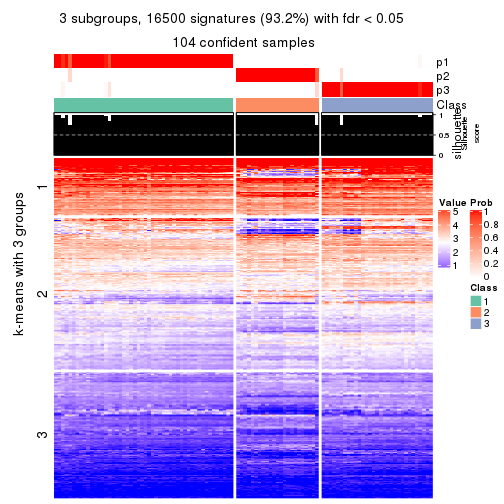 3 subgroups, 16500 signatures (93.2%) with fdr < 0.05
104 confident samples
p1
p2
p3
Class
1
0.5
0
silhouette
Silhouette
score
k-means with 3 groups
1
2
3
Value
5
4
3
2
1
Prob
1
0.8
0.6
0.4
0.2
0
Class
1
2
3